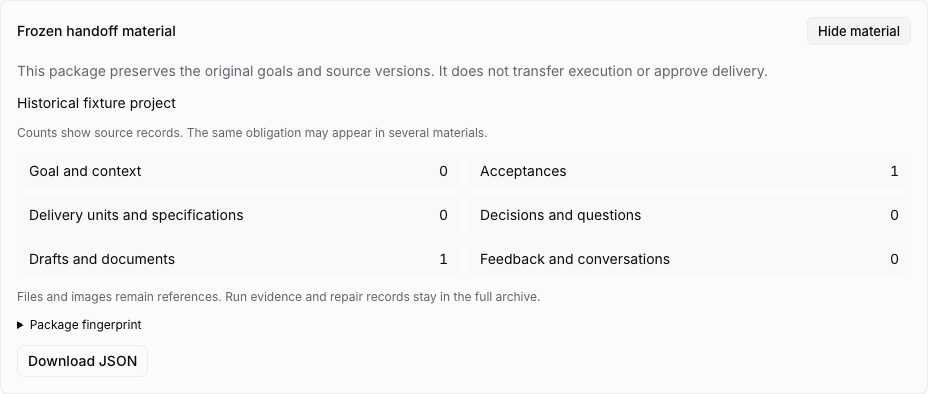 Frozen handoff material
Hide material
This package preserves the original goals and source versions. It does not transfer execution or approve delivery.
Historical fixture project
Counts show source records. The same obligation may appear in several materials.
Goal and context 0
Acceptances 1
Delivery units and specifications 0
Decisions and questions 0
Drafts and documents 1
Feedback and conversations 0
Files and images remain references. Run evidence and repair records stay in the full archive.
Package fingerprint
Download JSON